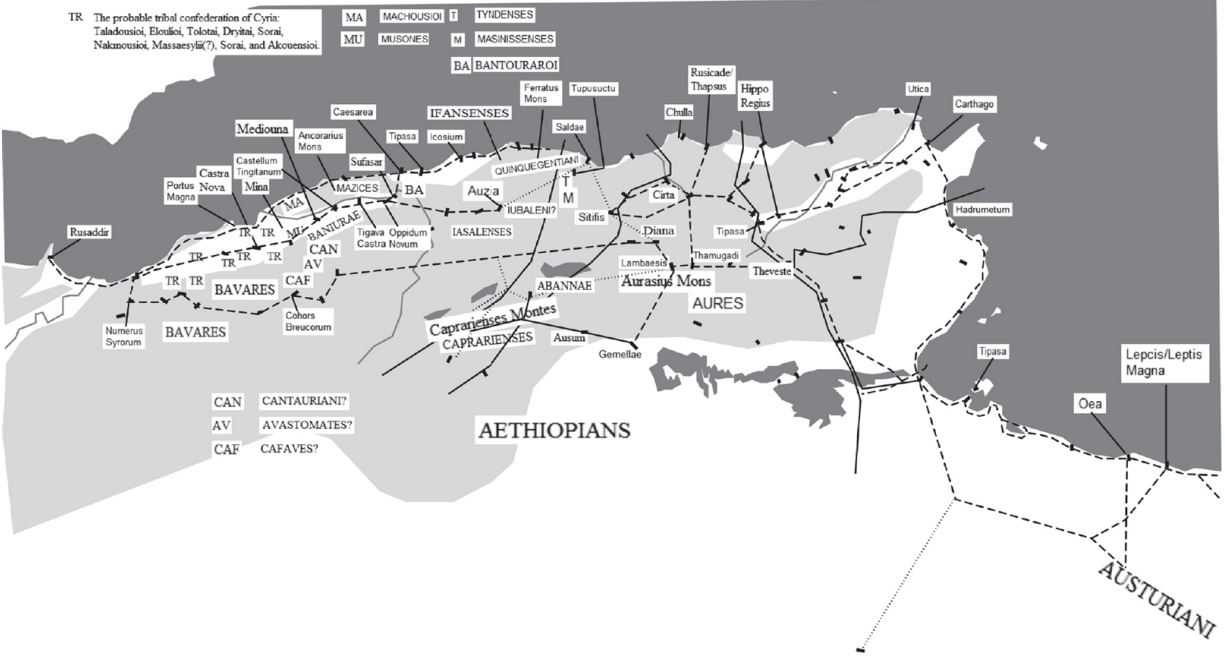 TR The probable tribal confederation of Cyria:
Taladousioi, Eloulioi, Tolotai, Dryitai, Sorai,
Nakmousioi, Massaesylii(?), Sorai, and Akouensioi.
MA MACHOUSIOI T TYNDENSES
MU MUSONES M MASINISSENSES
BA BANTOURAROI
Rusicade/
Thapsus
Hippo
Regius
Ferratus
Mons
Tupusuctu
Utica
Carthago
Caesarea
IFANSENSES
Chulla
Mediouna
Ancorarius
Mons
Tipasa
Icosium
Saldae
Castellum
Tingitanum
Sufasar
QUINQUEGENTIANI
Castra
Nova
Mina
MAZICES
BA
Auzia
T
M
Cirta
Portus
Magna
MA
IUBALENI?
Sitifis
Hadrumetum
Rusaddir
TR TR
MU
BANIURAE
Tigava
Castra
Oppidum
Novum
IASALENSES
Diana
Tipasa
TR
TR
TR
CAN
AV
Lambaesis
Thamugadi
Theveste
TR TR
BAVARES
CAF
ABANNAE
Aurasius Mons
AURES
Numerus
Syrorum
BAVARES
Cohors
Breucorum
Caprarienses Montes
CAPRARIENSES
Ausum
Gemellae
Tipasa
Lepcis/Leptis
Magna
Oea
CAN CANTAURIANI?
AV AVASTOMATES?
CAF CAFAVES?
AETHIOPIANS
AUSTURIANI